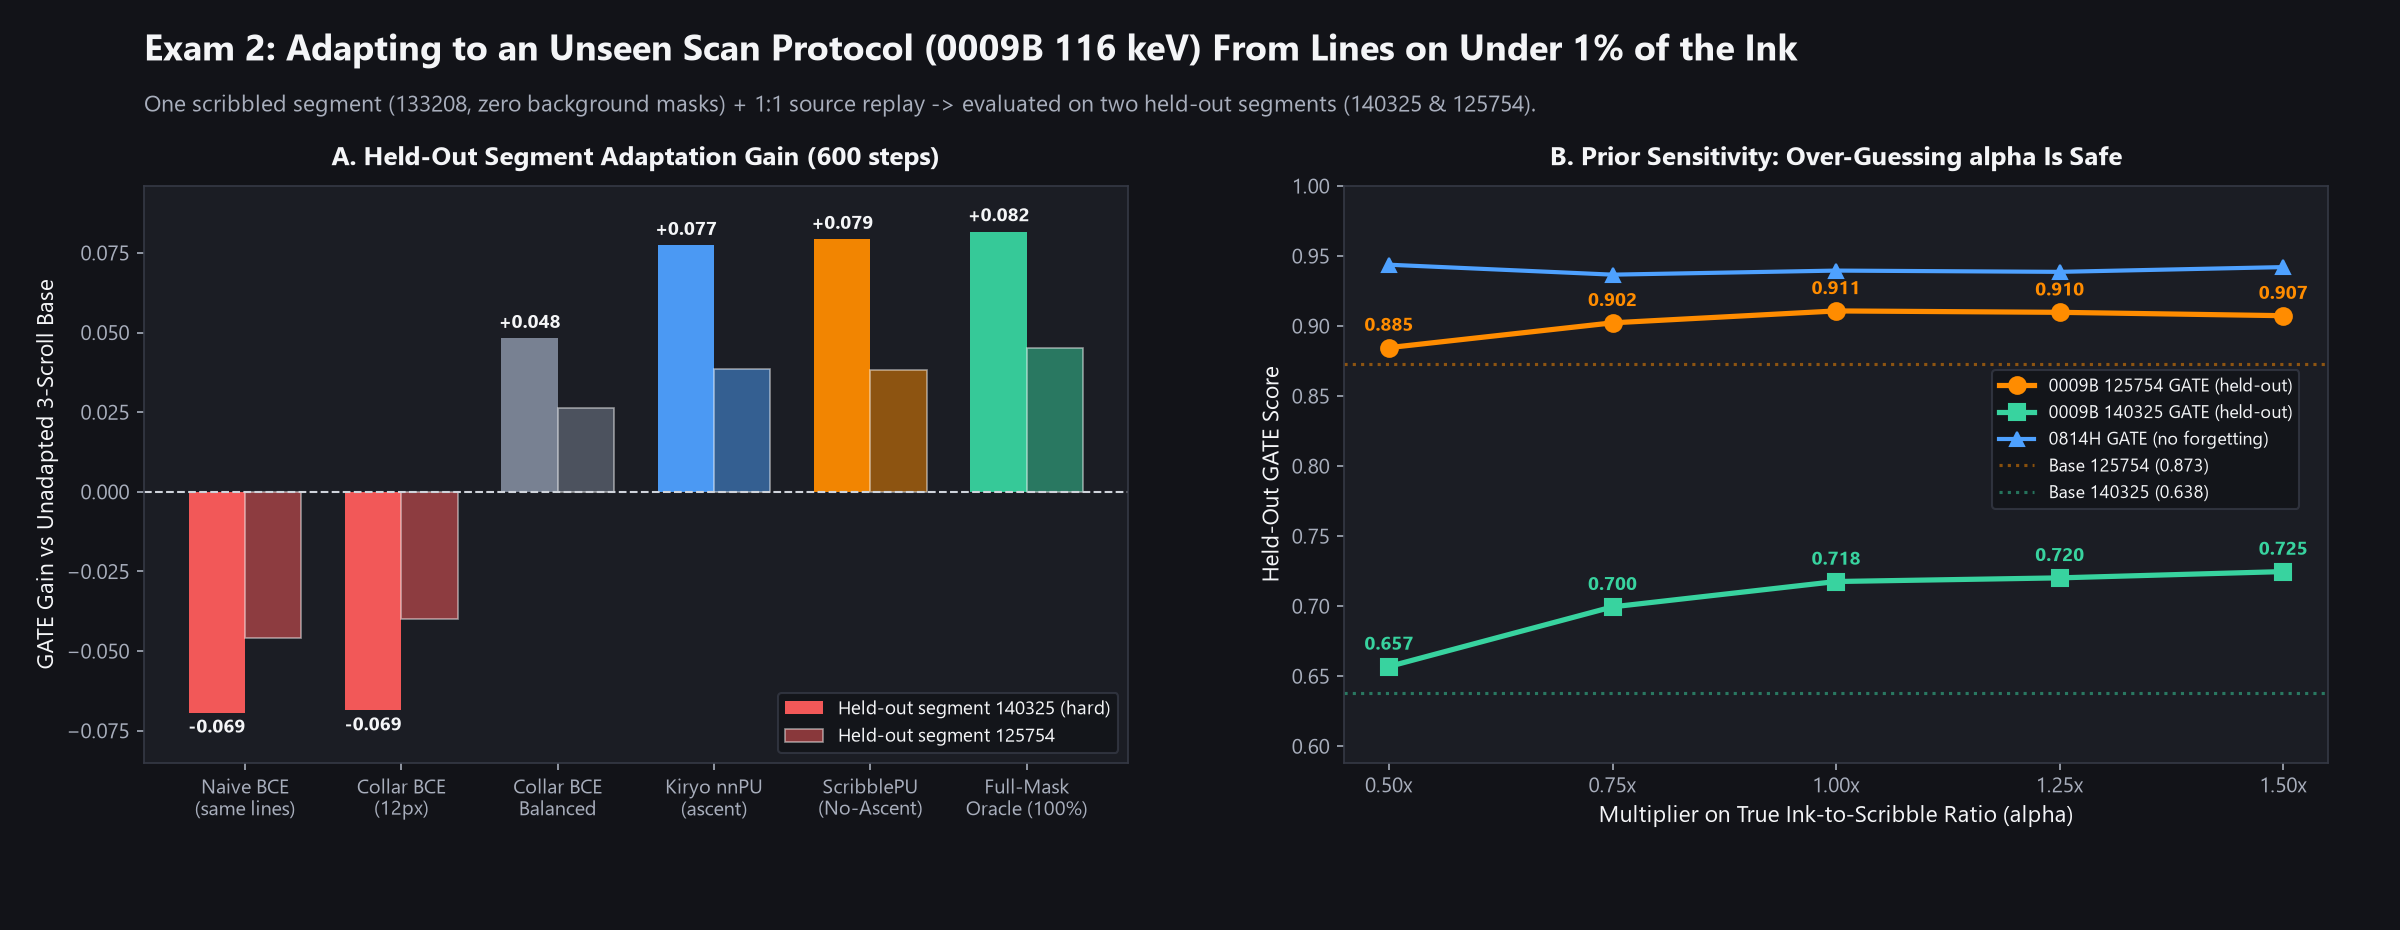 Exam 2: Adapting to an Unseen Scan Protocol (0009B 116 keV) From Lines on Under 1% of the Ink
One scribbled segment (133208, zero background masks) + 1:1 source replay -> evaluated on two held-out segments (140325 & 125754).
A. Held-Out Segment Adaptation Gain (600 steps)
GATE Gain vs Unadapted 3-Scroll Base
0.075
0.050
0.025
0.000
−0.025
−0.050
−0.075
-0.069
-0.069
+0.048
+0.077
+0.079
+0.082
Held-out segment 140325 (hard)
Held-out segment 125754
Naive BCE
(same lines)
Collar BCE
(12px)
Collar BCE
Balanced
Kiryo nnPU
(ascent)
ScribblePU
(No-Ascent)
Full-Mask
Oracle (100%)
B. Prior Sensitivity: Over-Guessing alpha Is Safe
Held-Out GATE Score
1.00
0.95
0.90
0.85
0.80
0.75
0.70
0.65
0.60
0.885
0.902
0.911
0.910
0.907
0009B 125754 GATE (held-out)
0009B 140325 GATE (held-out)
0814H GATE (no forgetting)
Base 125754 (0.873)
Base 140325 (0.638)
0.657
0.700
0.718
0.720
0.725
0.50x
0.75x
1.00x
1.25x
1.50x
Multiplier on True Ink-to-Scribble Ratio (alpha)